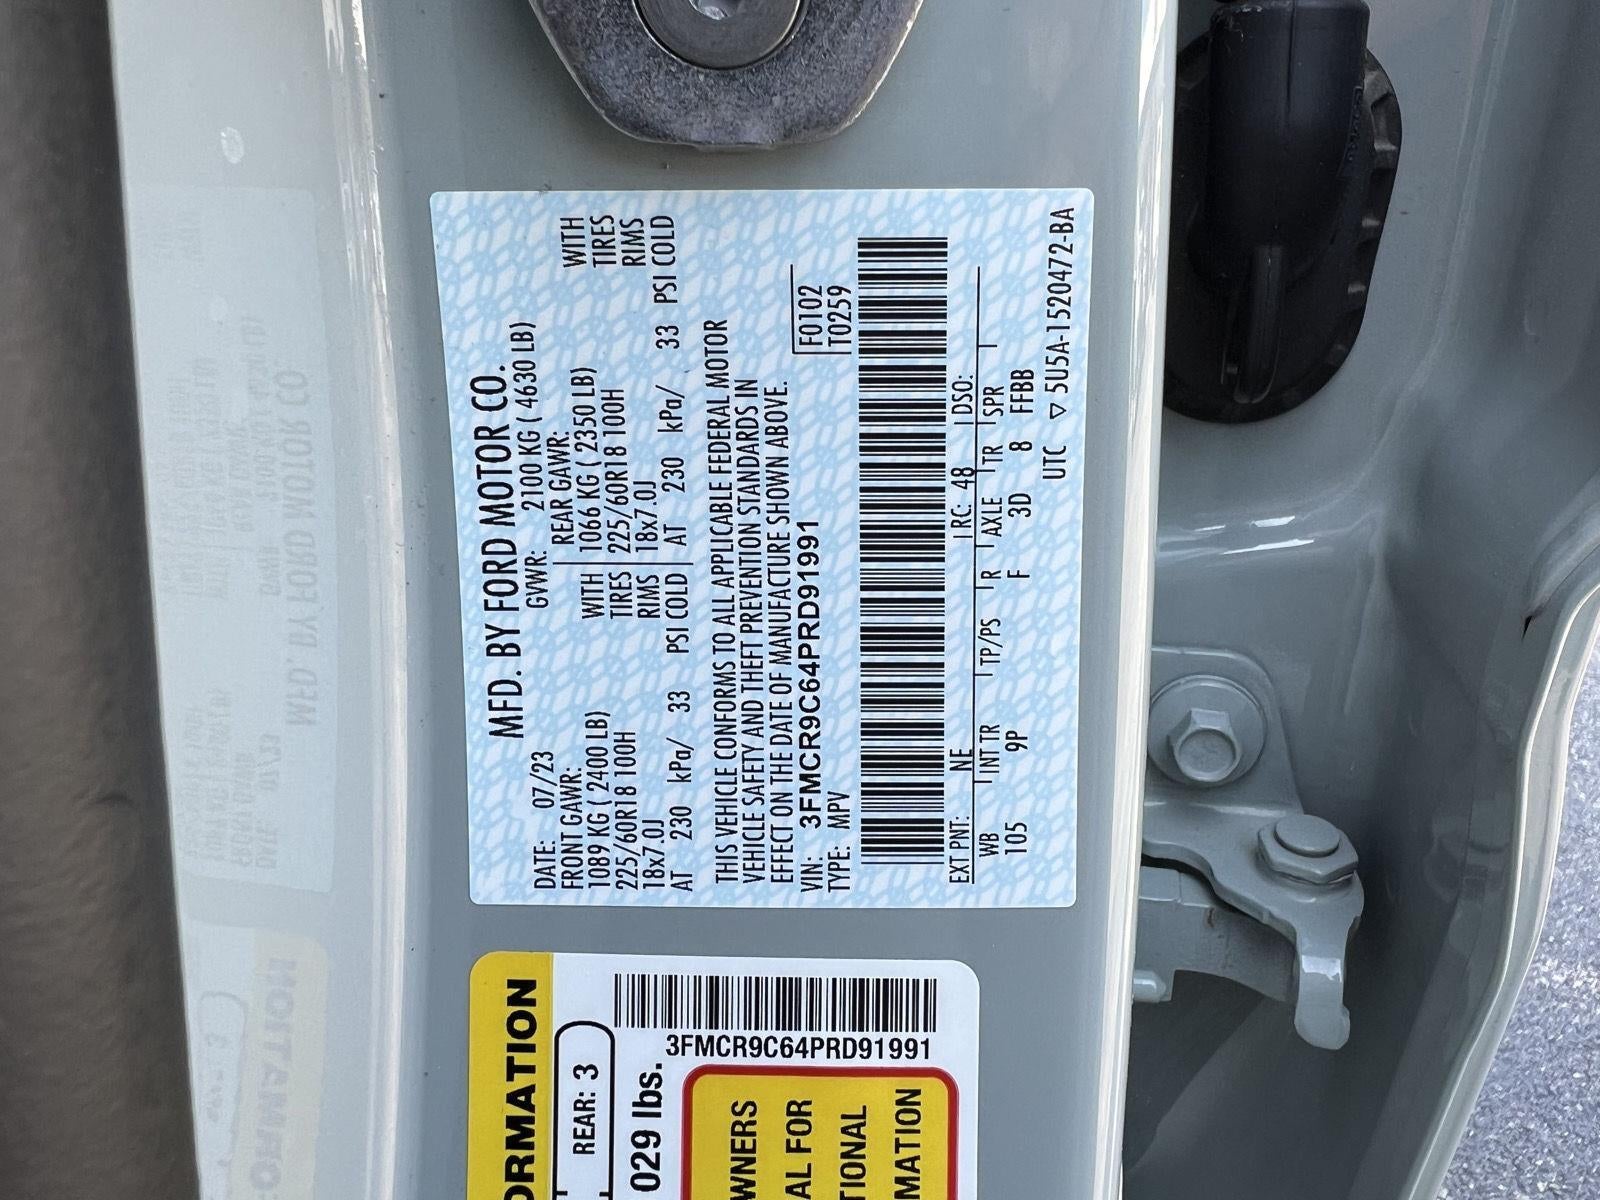 MFD. BY FORD MOTOR CO.
DATE: 07/23 GVWR: 2100 KG ( 4630 LB)
FRONT GAWR: REAR GAWR:
1089 KG ( 2400 LB) WITH 1066 KG ( 2350 LB) WITH
225/60R18 100H TIRES 225/60R18 100H TIRES
18x7.0J RIMS 18x7.0J RIMS
AT 230 kPa/ 33 PSI COLD AT 230 kPa/ 33 PSI COLD
THIS VEHICLE CONFORMS TO ALL APPLICABLE FEDERAL MOTOR
VEHICLE SAFETY AND THEFT PREVENTION STANDARDS IN
EFFECT ON THE DATE OF MANUFACTURE SHOWN ABOVE.
VIN: 3FMCR9C64PRD91991 F0102
TYPE: MPV T0259
EXT PNT: NE RC: 48 DSO:
WB INT TR TP/PS R AXLE TR SPR
105 9P F 3D 8 FFBB
UTC ▽ 5U5A-1520472-BA
ORMATION
REAR: 3
029 lbs.
3FMCR9C64PRD91991
WNERS
AL FOR
TIONAL
MATION